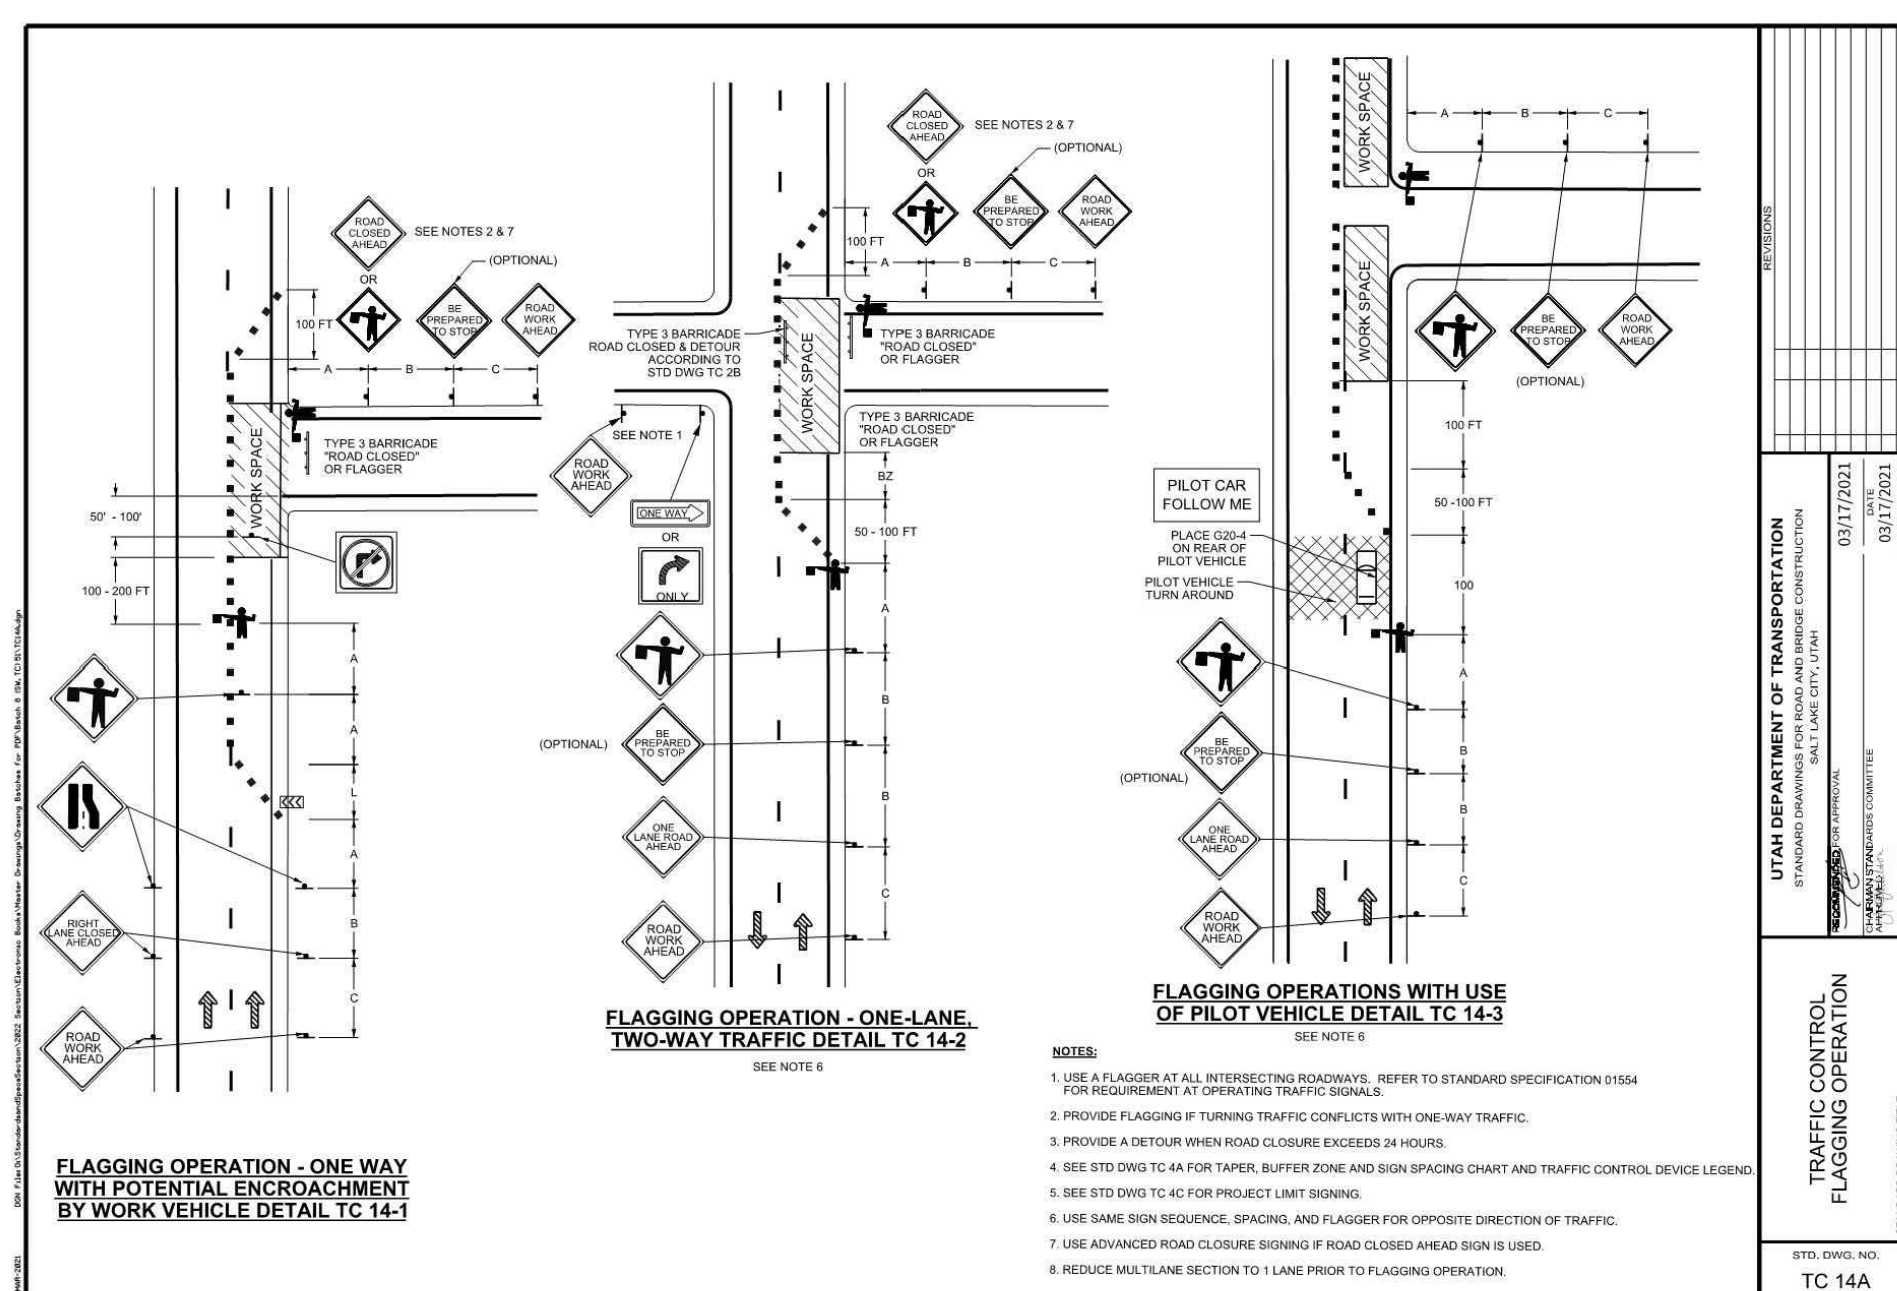 ROAD
CLOSED
AHEAD
SEE NOTES 2 & 7
OR
(OPTIONAL)
BE
PREPARED
TO STOP
ROAD
WORK
AHEAD
100 FT
A
B
C
TYPE 3 BARRICADE
"ROAD CLOSED"
OR FLAGGER
WORK SPACE
50' - 100'
100 - 200 FT
A
A
L
A
B
C
RIGHT
LANE CLOSED
AHEAD
ROAD
WORK
AHEAD
FLAGGING OPERATION - ONE WAY
WITH POTENTIAL ENCROACHMENT
BY WORK VEHICLE DETAIL TC 14-1
ROAD
CLOSED
AHEAD
SEE NOTES 2 & 7
OR
(OPTIONAL)
BE
PREPARED
TO STOP
ROAD
WORK
AHEAD
100 FT
A
B
C
TYPE 3 BARRICADE
ROAD CLOSED & DETOUR
ACCORDING TO
STD DWG TC 2B
TYPE 3 BARRICADE
"ROAD CLOSED"
OR FLAGGER
WORK SPACE
TYPE 3 BARRICADE
"ROAD CLOSED"
OR FLAGGER
SEE NOTE 1
ROAD
WORK
AHEAD
ONE WAY
OR
ONLY
BZ
50 - 100 FT
A
B
B
C
(OPTIONAL)
BE
PREPARED
TO STOP
ONE
LANE ROAD
AHEAD
ROAD
WORK
AHEAD
FLAGGING OPERATION - ONE-LANE,
TWO-WAY TRAFFIC DETAIL TC 14-2
SEE NOTE 6
WORK SPACE
A
B
C
WORK SPACE
BE
PREPARED
TO STOP
ROAD
WORK
AHEAD
(OPTIONAL)
100 FT
50 -100 FT
100
PILOT CAR
FOLLOW ME
PLACE G20-4
ON REAR OF
PILOT VEHICLE
PILOT VEHICLE
TURN AROUND
A
B
B
C
BE
PREPARED
TO STOP
(OPTIONAL)
ONE
LANE ROAD
AHEAD
ROAD
WORK
AHEAD
FLAGGING OPERATIONS WITH USE
OF PILOT VEHICLE DETAIL TC 14-3
SEE NOTE 6
NOTES:
1. USE A FLAGGER AT ALL INTERSECTING ROADWAYS. REFER TO STANDARD SPECIFICATION 01554
FOR REQUIREMENT AT OPERATING TRAFFIC SIGNALS.
2. PROVIDE FLAGGING IF TURNING TRAFFIC CONFLICTS WITH ONE-WAY TRAFFIC.
3. PROVIDE A DETOUR WHEN ROAD CLOSURE EXCEEDS 24 HOURS.
4. SEE STD DWG TC 4A FOR TAPER, BUFFER ZONE AND SIGN SPACING CHART AND TRAFFIC CONTROL DEVICE LEGEND.
5. SEE STD DWG TC 4C FOR PROJECT LIMIT SIGNING.
6. USE SAME SIGN SEQUENCE, SPACING, AND FLAGGER FOR OPPOSITE DIRECTION OF TRAFFIC.
7. USE ADVANCED ROAD CLOSURE SIGNING IF ROAD CLOSED AHEAD SIGN IS USED.
8. REDUCE MULTILANE SECTION TO 1 LANE PRIOR TO FLAGGING OPERATION.
REVISIONS
UTAH DEPARTMENT OF TRANSPORTATION
STANDARD DRAWINGS FOR ROAD AND BRIDGE CONSTRUCTION
SALT LAKE CITY, UTAH
RECOMMENDED FOR APPROVAL
03/17/2021
CHAIRMAN STANDARDS COMMITTEE
DATE
03/17/2021
TRAFFIC CONTROL
FLAGGING OPERATION
STD. DWG. NO.
TC 14A
MAR-2021